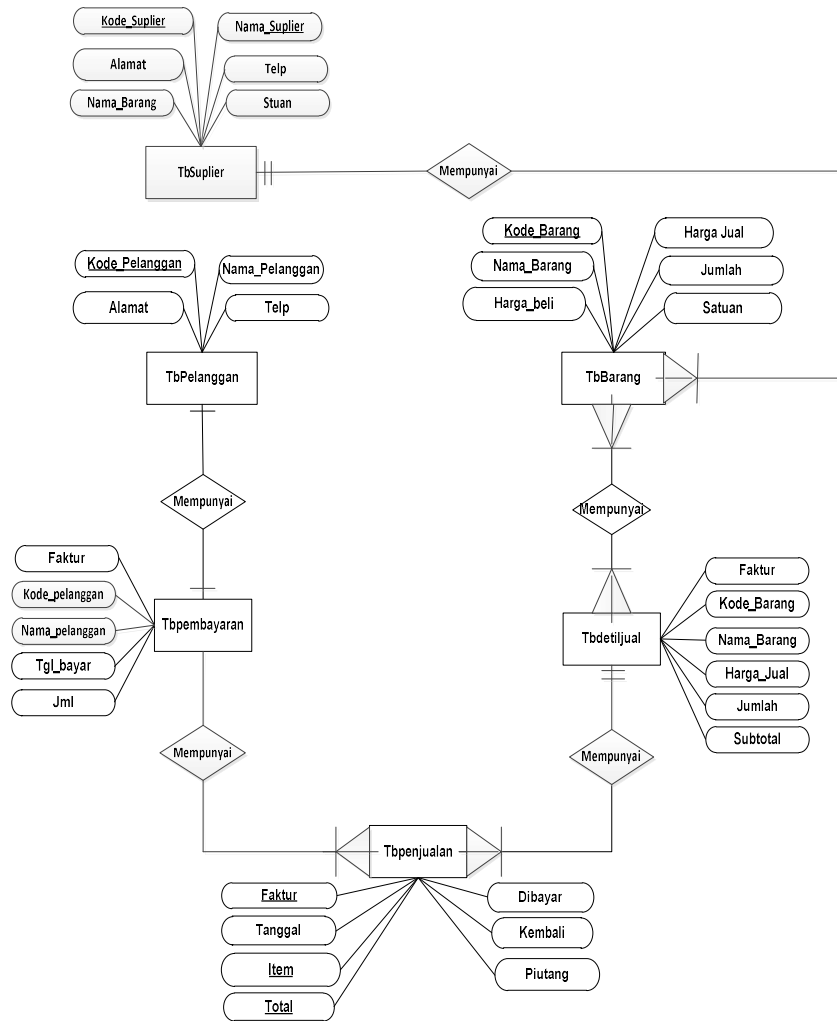 Kode_Suplier
Nama_Suplier
Alamat
Telp
Nama_Barang
Stuan
TbSuplier
Mempunyai
Kode_Pelanggan
Nama_Pelanggan
Alamat
Telp
TbPelanggan
Kode_Barang
Harga Jual
Nama_Barang
Jumlah
Harga_beli
Satuan
TbBarang
Mempunyai
Mempunyai
Faktur
Kode_pelanggan
Nama_pelanggan
Tgl_bayar
Jml
Tbpembayaran
Tbdetiljual
Faktur
Kode_Barang
Nama_Barang
Harga_Jual
Jumlah
Subtotal
Mempunyai
Mempunyai
Tbpenjualan
Faktur
Tanggal
Item
Total
Dibayar
Kembali
Piutang